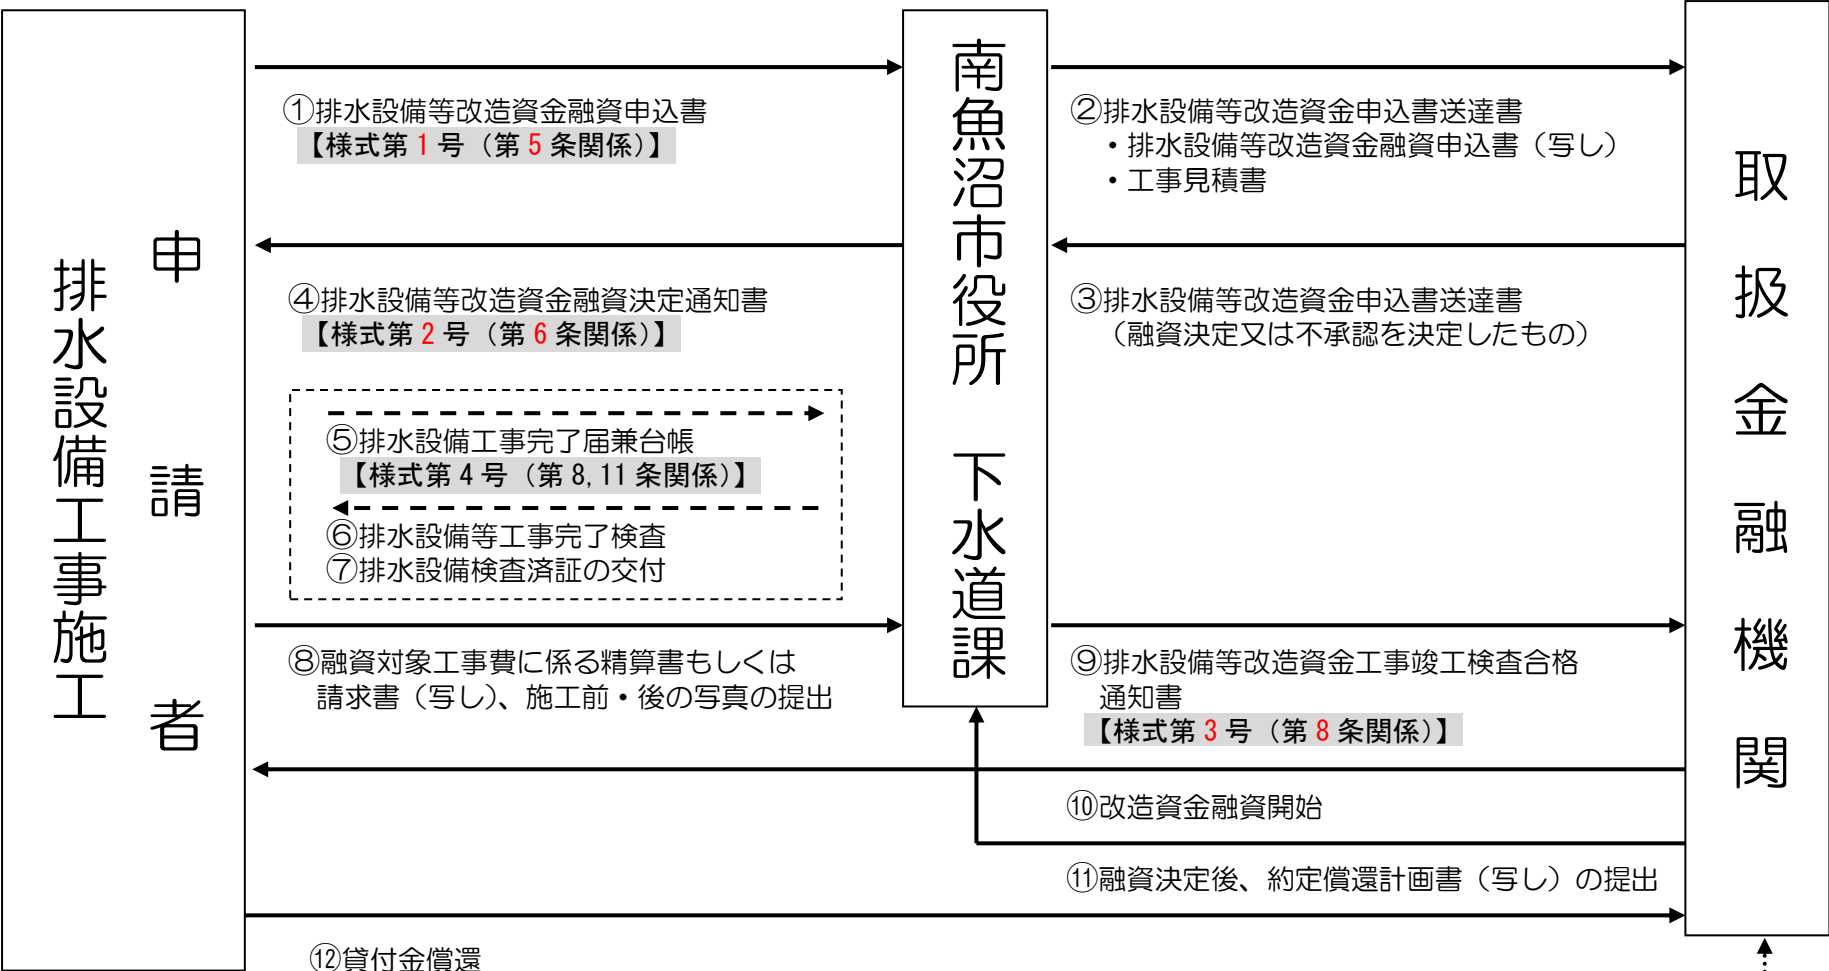 申請者
排水設備工事施工
①排水設備等改造資金融資申込書
【様式第1号（第5条関係）】
④排水設備等改造資金融資決定通知書
【様式第2号（第6条関係）】
⑤排水設備工事完了届兼台帳
【様式第4号（第8,11条関係）】
⑥排水設備等工事完了検査
⑦排水設備検査済証の交付
⑧融資対象工事費に係る精算書もしくは
請求書（写し）、施工前・後の写真の提出
南魚沼市役所　下水道課
②排水設備等改造資金申込書送達書
・排水設備等改造資金融資申込書（写し）
・工事見積書
③排水設備等改造資金申込書送達書
（融資決定又は不承認を決定したもの）
⑨排水設備等改造資金工事竣工検査合格
通知書
【様式第3号（第8条関係）】
⑩改造資金融資開始
⑪融資決定後、約定償還計画書（写し）の提出
⑫貸付金償還
取扱金融機関